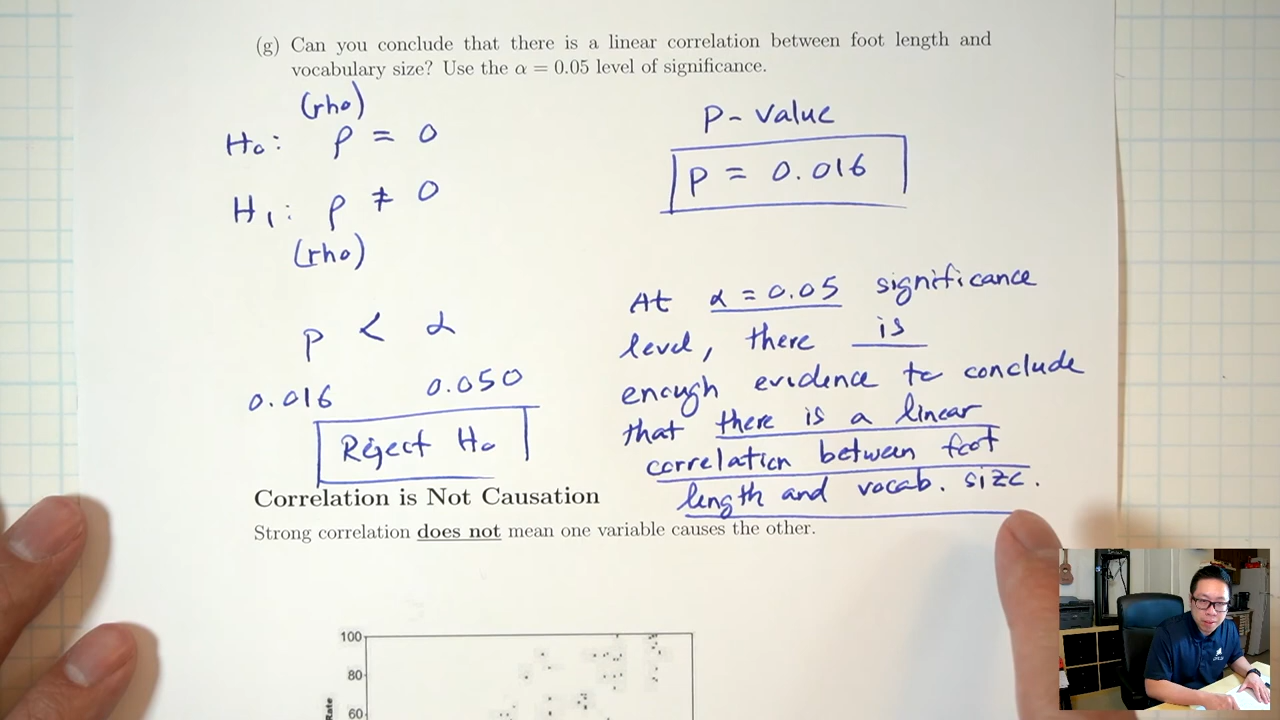 (g) Can you conclude that there is a linear correlation between foot length and
vocabulary size? Use the α = 0.05 level of significance.
(rho)
H₀: ρ = 0
H₁: ρ ≠ 0
(rho)
P-value
P = 0.016
p < α
0.016 0.050
Reject H₀
At α = 0.05 significance
level, there is
enough evidence to conclude
that there is a linear
correlation between foot
length and vocab. size.
Correlation is Not Causation
Strong correlation does not mean one variable causes the other.
100
80
60
Rate